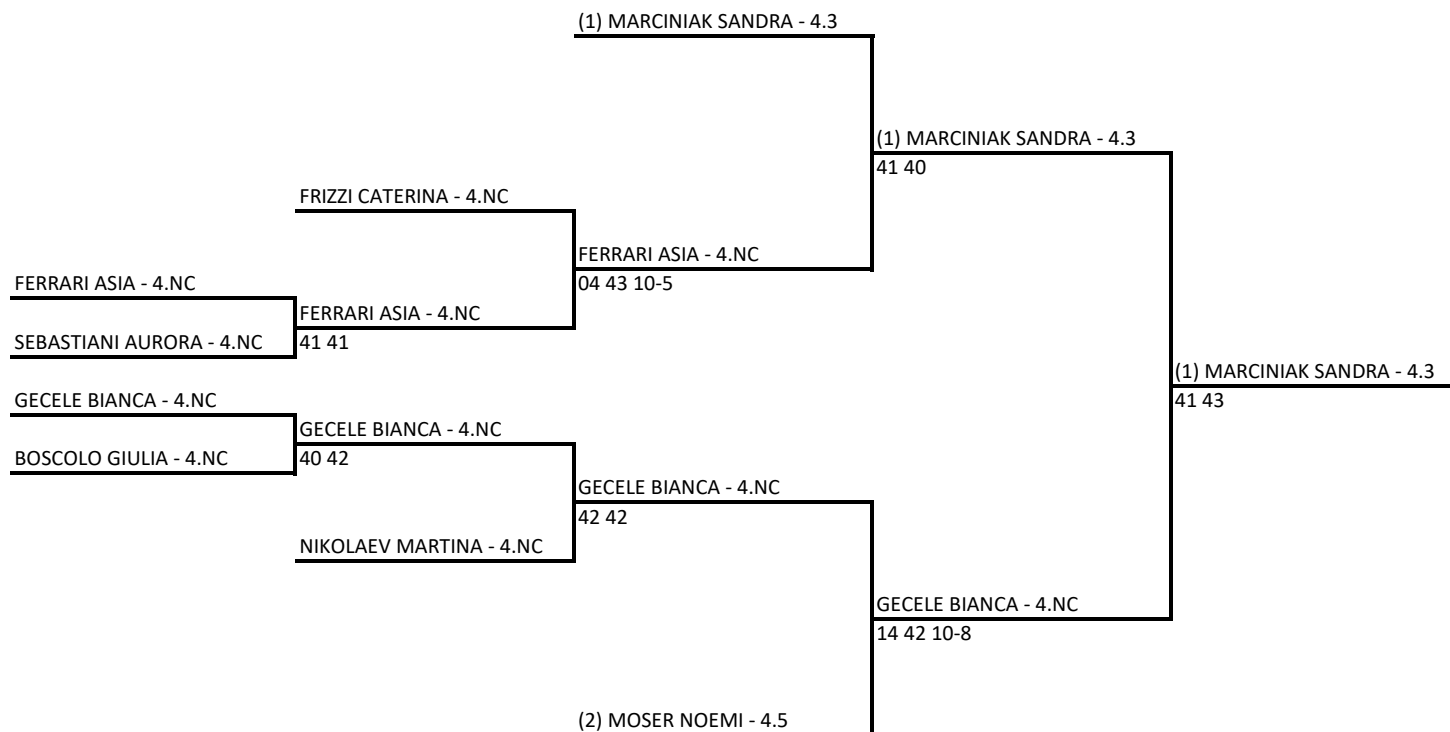 (1) MARCINIAK SANDRA - 4.3
(1) MARCINIAK SANDRA - 4.3
41 40
FRIZZI CATERINA - 4.NC
FERRARI ASIA - 4.NC
04 43 10-5
FERRARI ASIA - 4.NC
FERRARI ASIA - 4.NC
41 41
SEBASTIANI AURORA - 4.NC
(1) MARCINIAK SANDRA - 4.3
41 43
GECELE BIANCA - 4.NC
GECELE BIANCA - 4.NC
40 42
BOSCOLO GIULIA - 4.NC
GECELE BIANCA - 4.NC
42 42
NIKOLAEV MARTINA - 4.NC
GECELE BIANCA - 4.NC
14 42 10-8
(2) MOSER NOEMI - 4.5